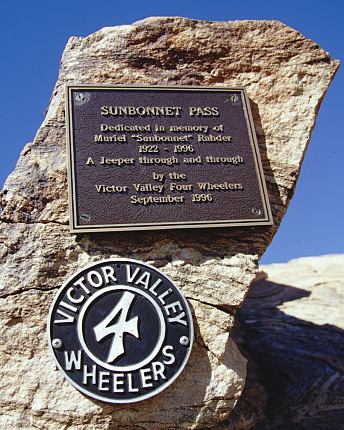 SUNBONNET PASS
Dedicated in memory of
Muriel "Sunbonnet" Rahder
1922 - 1996
A Jeeper through and through
by the
Victor Valley Four Wheelers
September 1996
VICTOR VALLEY
4
WHEELERS